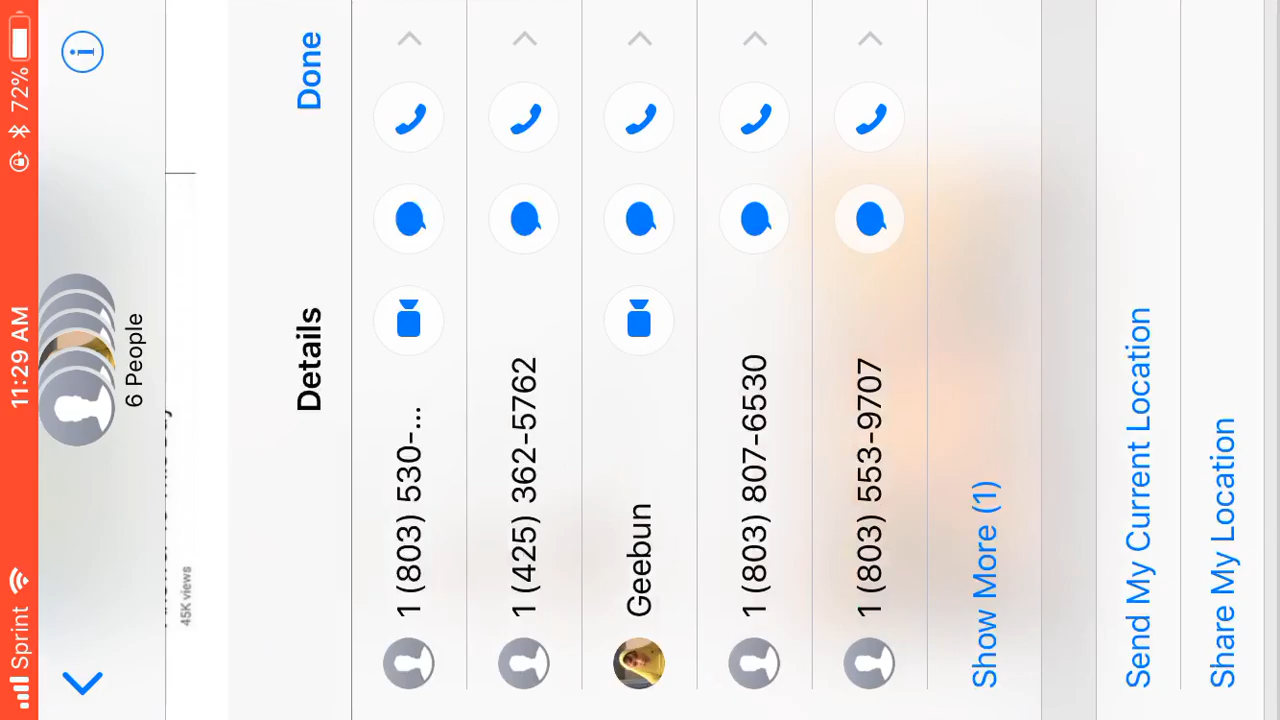 Sprint 11:29 AM 72%
6 People
45K views
Details Done
1 (803) 530-...
1 (425) 362-5762
Geebun
1 (803) 807-6530
1 (803) 553-9707
Show More (1)
Send My Current Location
Share My Location